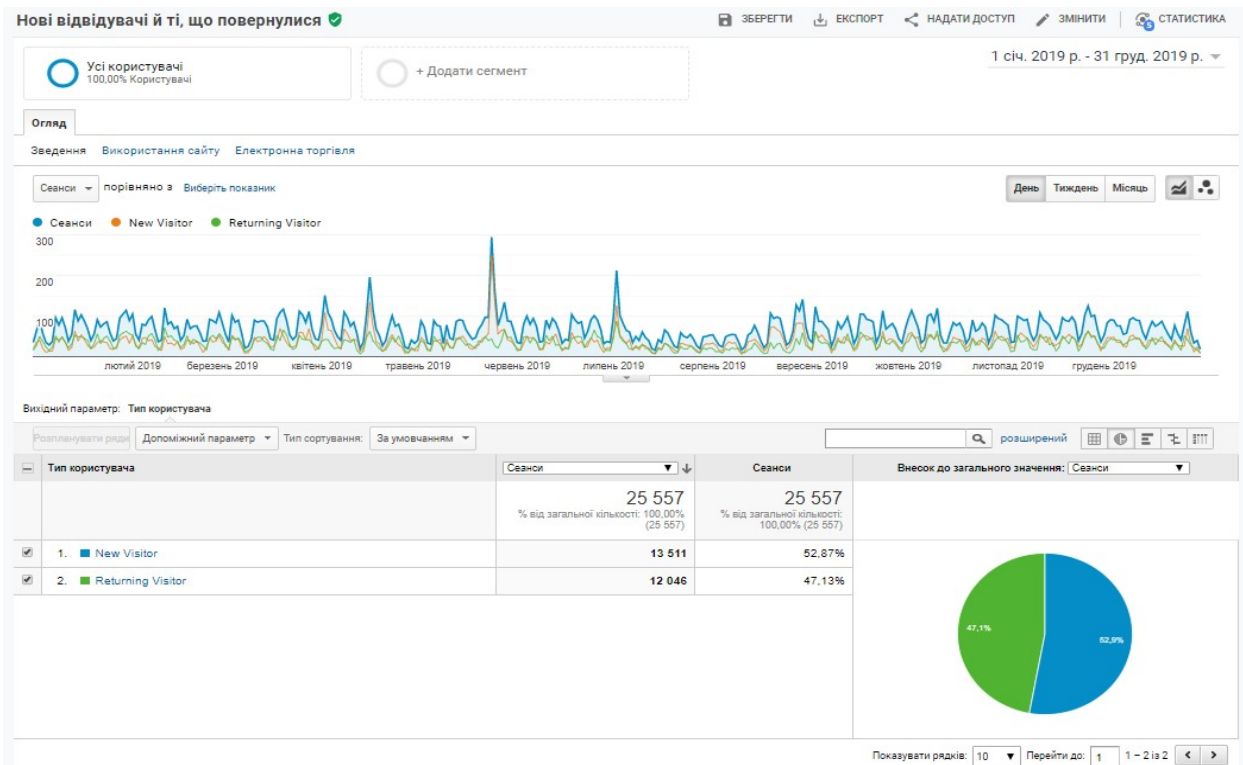 Нові відвідувачі й ті, що повернулися
ЗБЕРЕГТИ ЕКСПОРТ НАДАТИ ДОСТУП ЗМІНИТИ 5 СТАТИСТИКА
Усі користувачі
100,00% Користувачі
+ Додати сегмент
1 січ. 2019 р. - 31 груд. 2019 р.
Огляд
Зведення Використання сайту Електронна торгівля
Сеанси порівняно з Виберіть показник
День Тиждень Місяць
Сеанси New Visitor Returning Visitor
300
200
100
лютий 2019 березень 2019 квітень 2019 травень 2019 червень 2019 липень 2019 серпень 2019 вересень 2019 жовтень 2019 листопад 2019 грудень 2019
Вихідний параметр: Тип користувача
Розпланувати ряди Допоміжний параметр Тип сортування: За умовчанням розширений
Тип користувача Сеанси Сеанси Внесок до загального значення: Сеанси
25 557 25 557
% від загальної кількості: 100,00% % від загальної кількості:
(25 557) 100,00% (25 557)
1. New Visitor 13 511 52,87%
2. Returning Visitor 12 046 47,13%
47,1%
52,9%
Показувати рядків: 10 Перейти до: 1 1 – 2 із 2